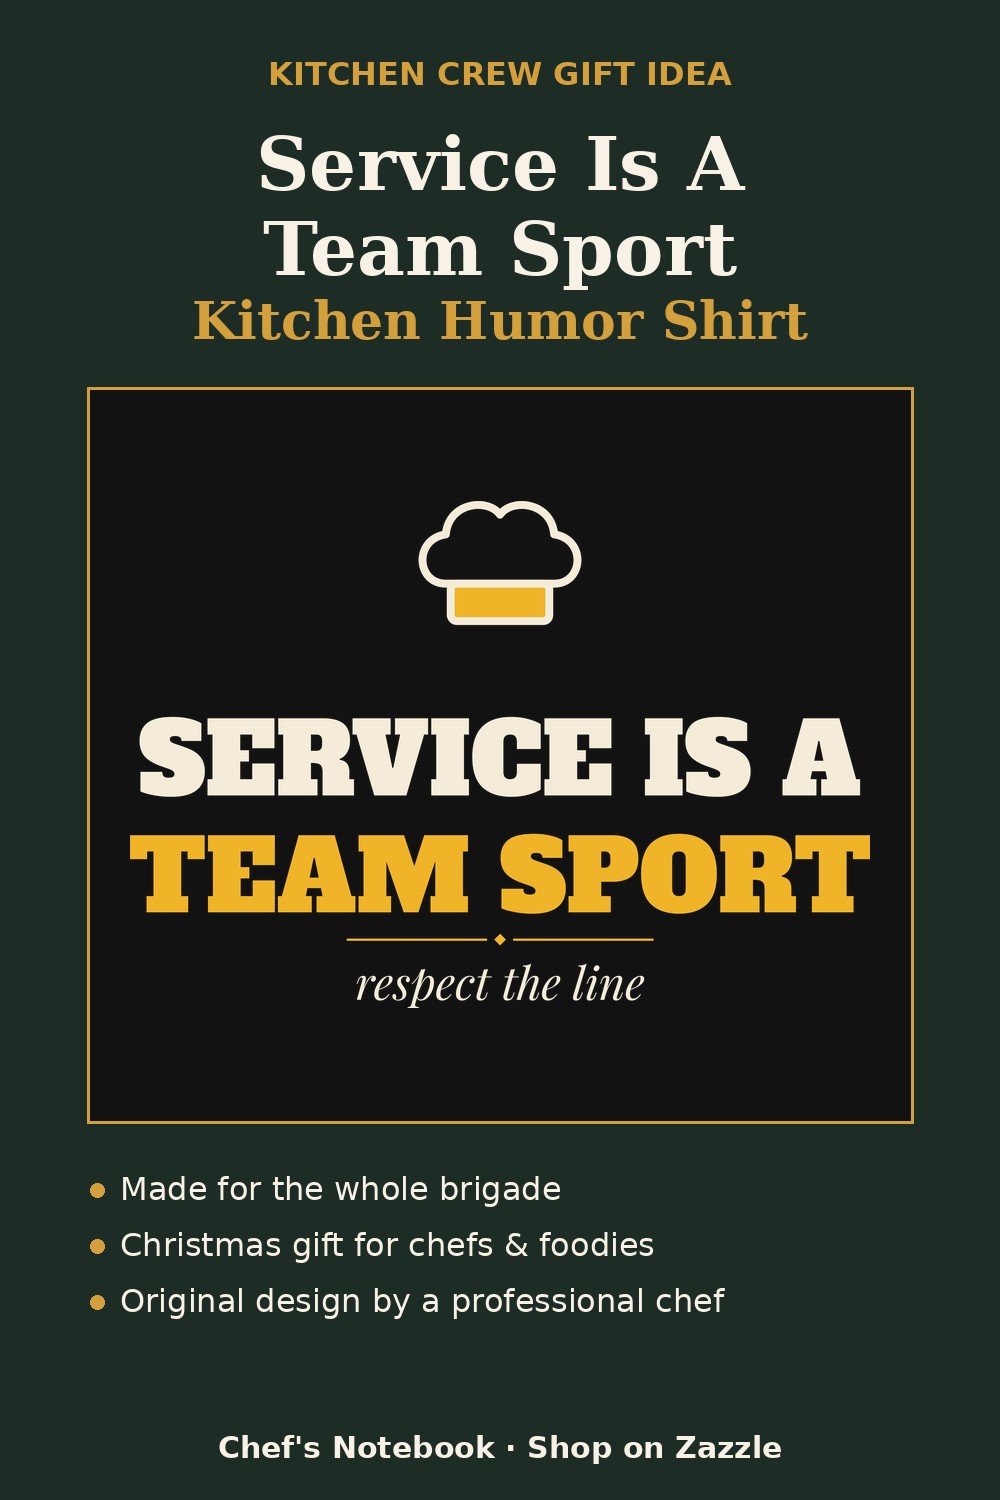 KITCHEN CREW GIFT IDEA
Service Is A
Team Sport
Kitchen Humor Shirt
SERVICE IS A
TEAM SPORT
respect the line
Made for the whole brigade
Christmas gift for chefs & foodies
Original design by a professional chef
Chef's Notebook · Shop on Zazzle